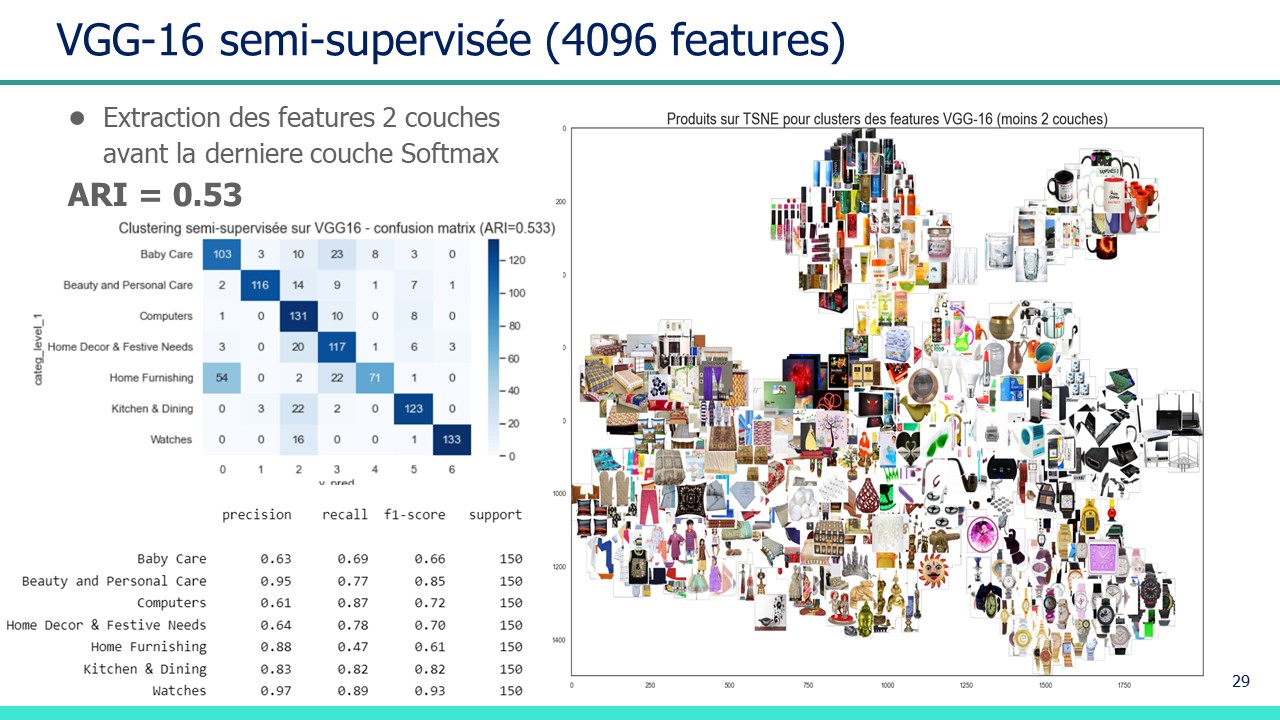 VGG-16 semi-supervisée (4096 features)
● Extraction des features 2 couches
avant la derniere couche Softmax
ARI = 0.53
Clustering semi-supervisée sur VGG16 - confusion matrix (ARI=0.533)
categ_level_1
Baby Care 103 3 10 23 8 3 0
Beauty and Personal Care 2 116 14 9 1 7 1
Computers 1 0 131 10 0 8 0
Home Decor & Festive Needs 3 0 20 117 1 6 3
Home Furnishing 54 0 2 22 71 1 0
Kitchen & Dining 0 3 22 2 0 123 0
Watches 0 0 16 0 0 1 133
0 1 2 3 4 5 6
y_pred
120
100
80
60
40
20
0
precision recall f1-score support
Baby Care 0.63 0.69 0.66 150
Beauty and Personal Care 0.95 0.77 0.85 150
Computers 0.61 0.87 0.72 150
Home Decor & Festive Needs 0.64 0.78 0.70 150
Home Furnishing 0.88 0.47 0.61 150
Kitchen & Dining 0.83 0.82 0.82 150
Watches 0.97 0.89 0.93 150
Produits sur TSNE pour clusters des features VGG-16 (moins 2 couches)
0
200
0
0
0
1000
1200
1400
0 250 500 750 1000 1250 1500 1750
29